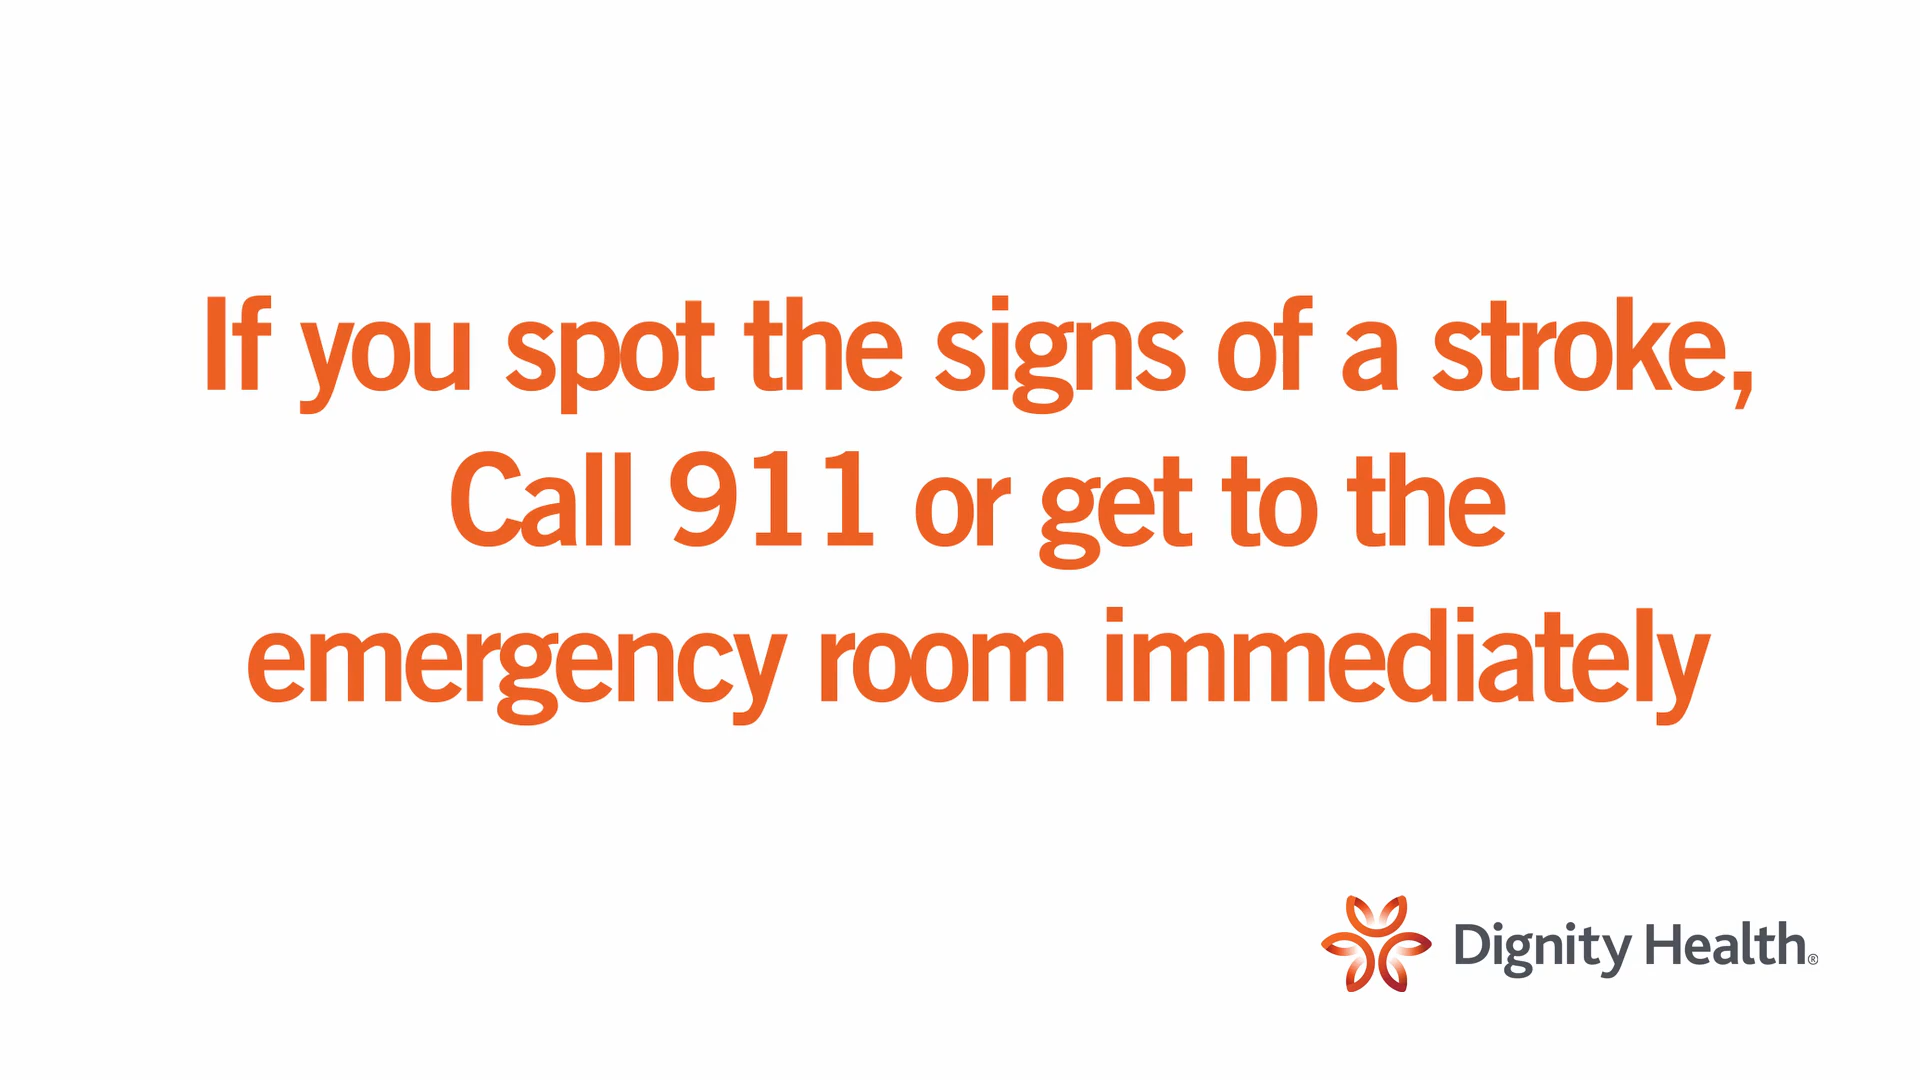 If you spot the signs of a stroke,
Call 911 or get to the
emergency room immediately
Dignity Health®